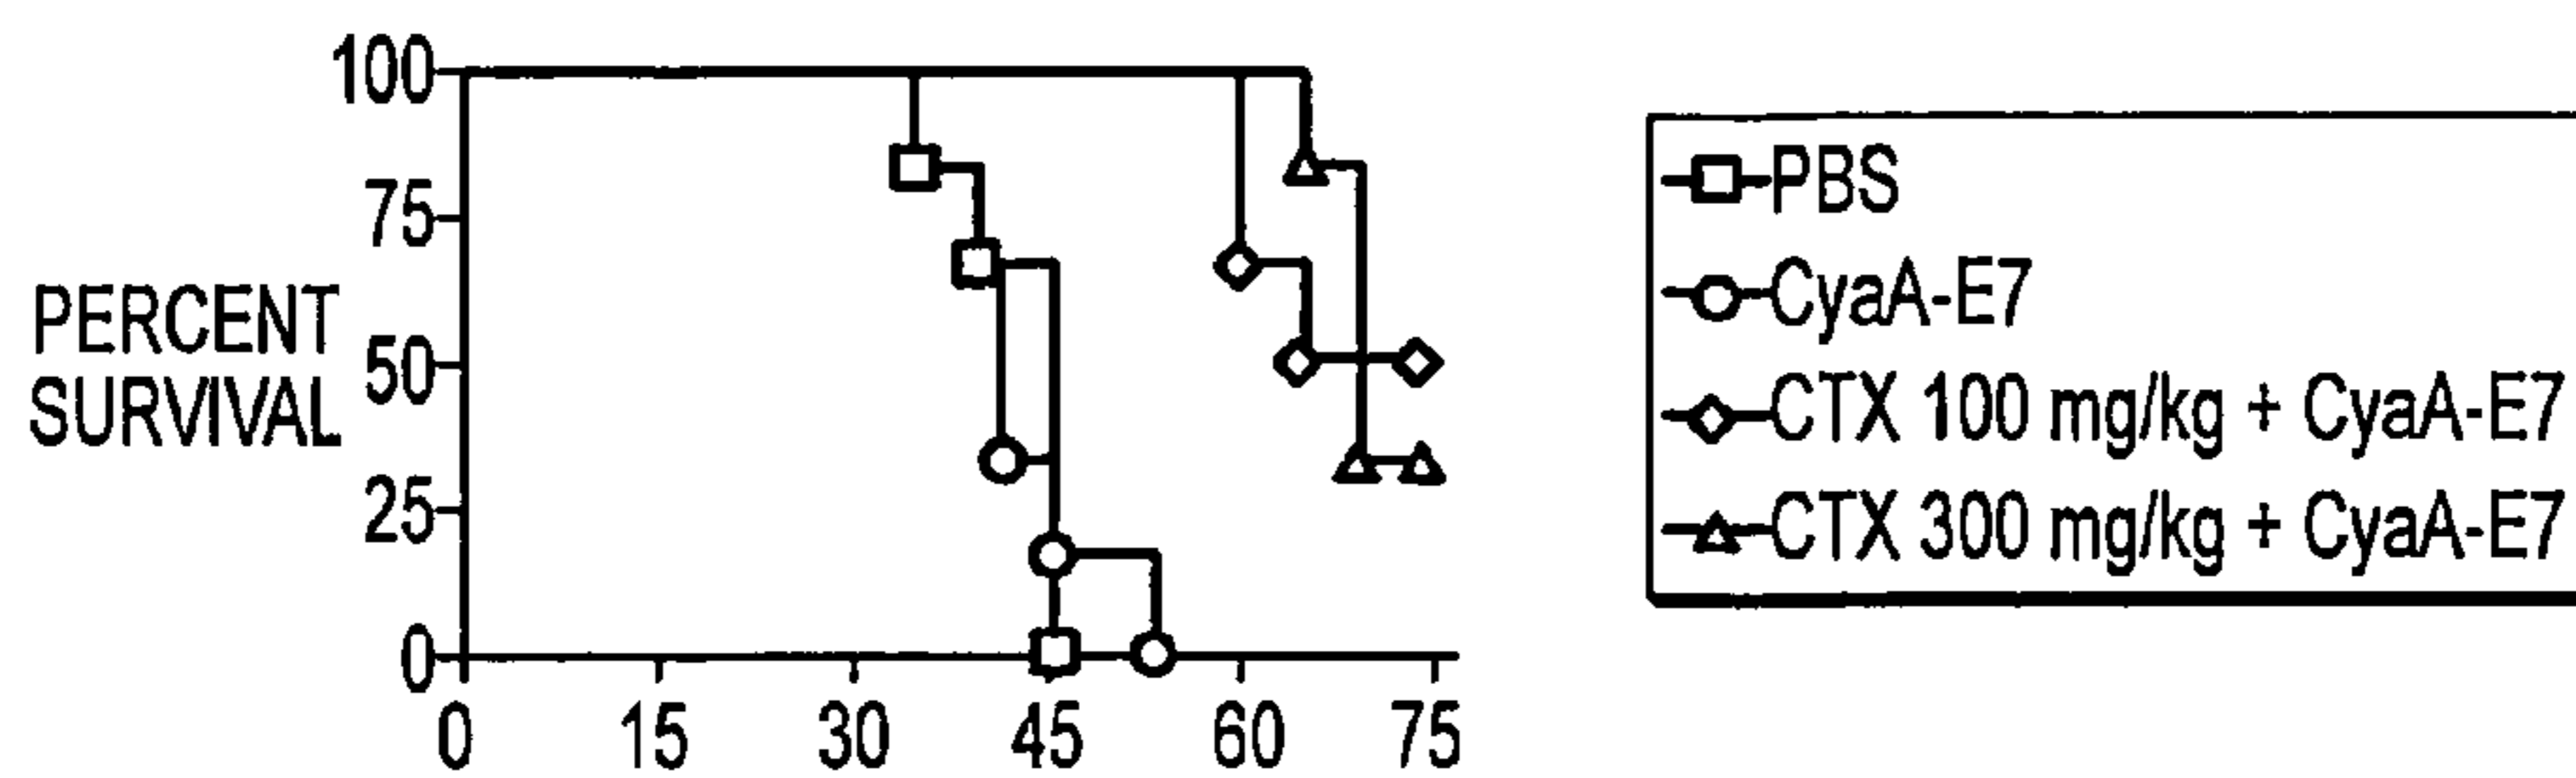 100
75
PERCENT
SURVIVAL
50
25
0
0 15 30 45 60 75
PBS
CyaA-E7
CTX 100 mg/kg + CyaA-E7
CTX 300 mg/kg + CyaA-E7